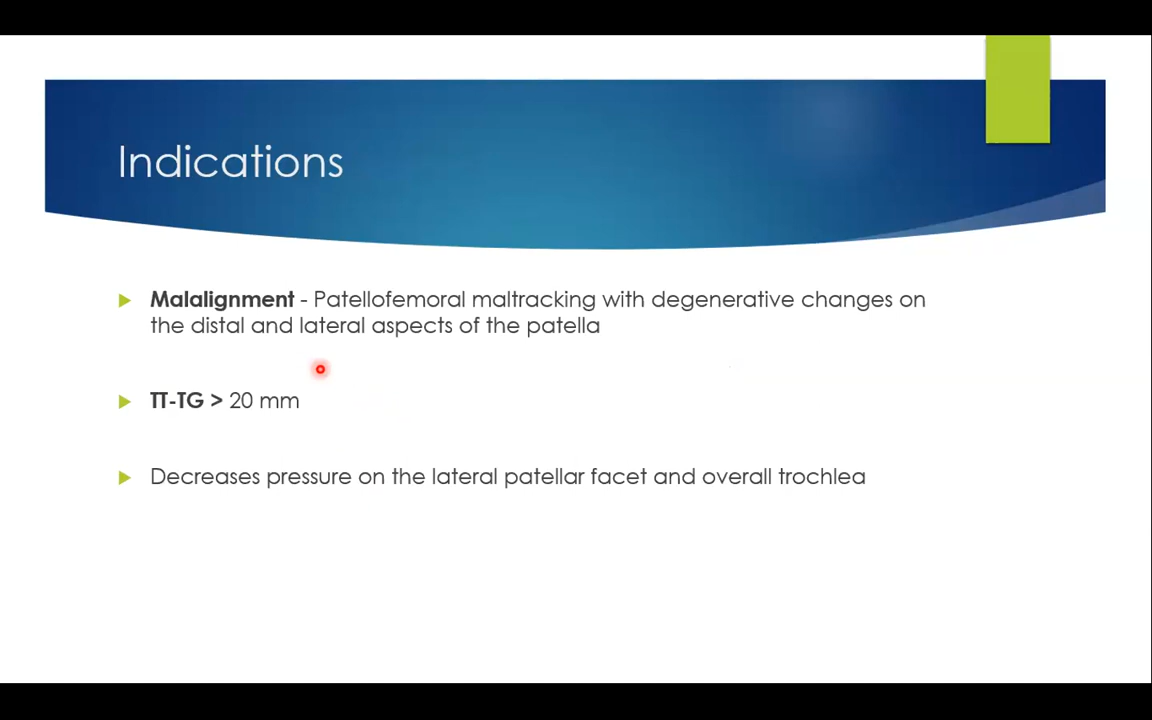 Indications
Malalignment - Patellofemoral maltracking with degenerative changes on
the distal and lateral aspects of the patella
TT-TG > 20 mm
Decreases pressure on the lateral patellar facet and overall trochlea